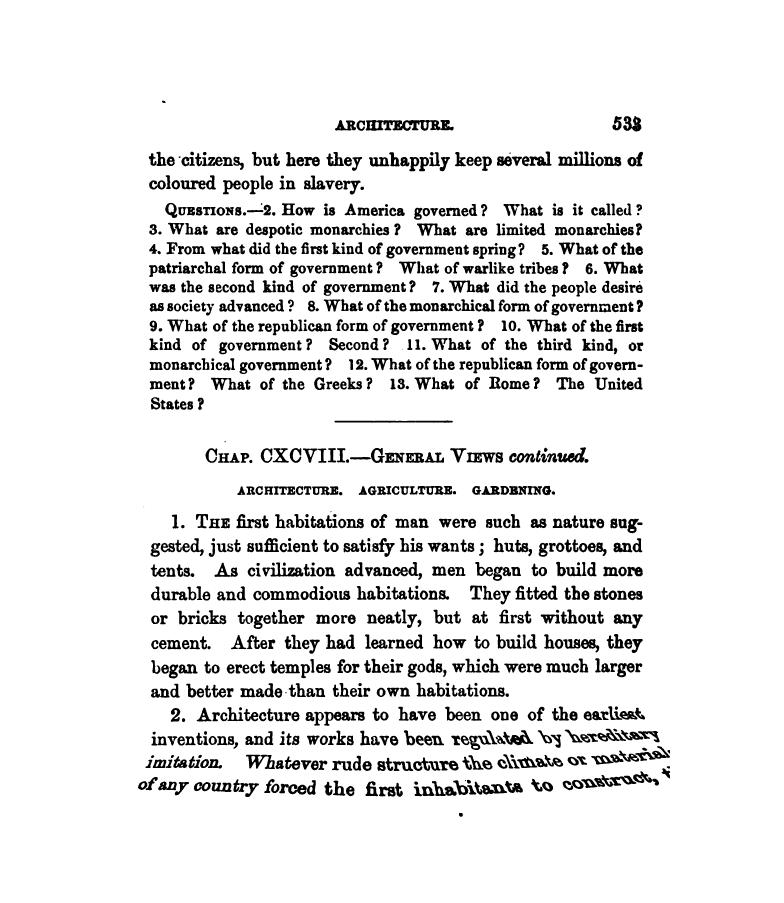 ARCHITECTURE. 533
the citizens, but here they unhappily keep several millions of
coloured people in slavery.
QUESTIONS.—2. How is America governed? What is it called?
3. What are despotic monarchies? What are limited monarchies?
4. From what did the first kind of government spring? 5. What of the
patriarchal form of government? What of warlike tribes? 6. What
was the second kind of government? 7. What did the people desire
as society advanced? 8. What of the monarchical form of government?
9. What of the republican form of government? 10. What of the first
kind of government? Second? 11. What of the third kind, or
monarchical government? 12. What of the republican form of govern-
ment? What of the Greeks? 13. What of Rome? The United
States?
CHAP. CXCVIII.—GENERAL VIEWS continued.
ARCHITECTURE. AGRICULTURE. GARDENING.
1. THE first habitations of man were such as nature sug-
gested, just sufficient to satisfy his wants; huts, grottoes, and
tents. As civilization advanced, men began to build more
durable and commodious habitations. They fitted the stones
or bricks together more neatly, but at first without any
cement. After they had learned how to build houses, they
began to erect temples for their gods, which were much larger
and better made than their own habitations.
2. Architecture appears to have been one of the earliest
inventions, and its works have been regulated by hereditary
imitation. Whatever rude structure the climate or material
of any country forced the first inhabitants to construct,